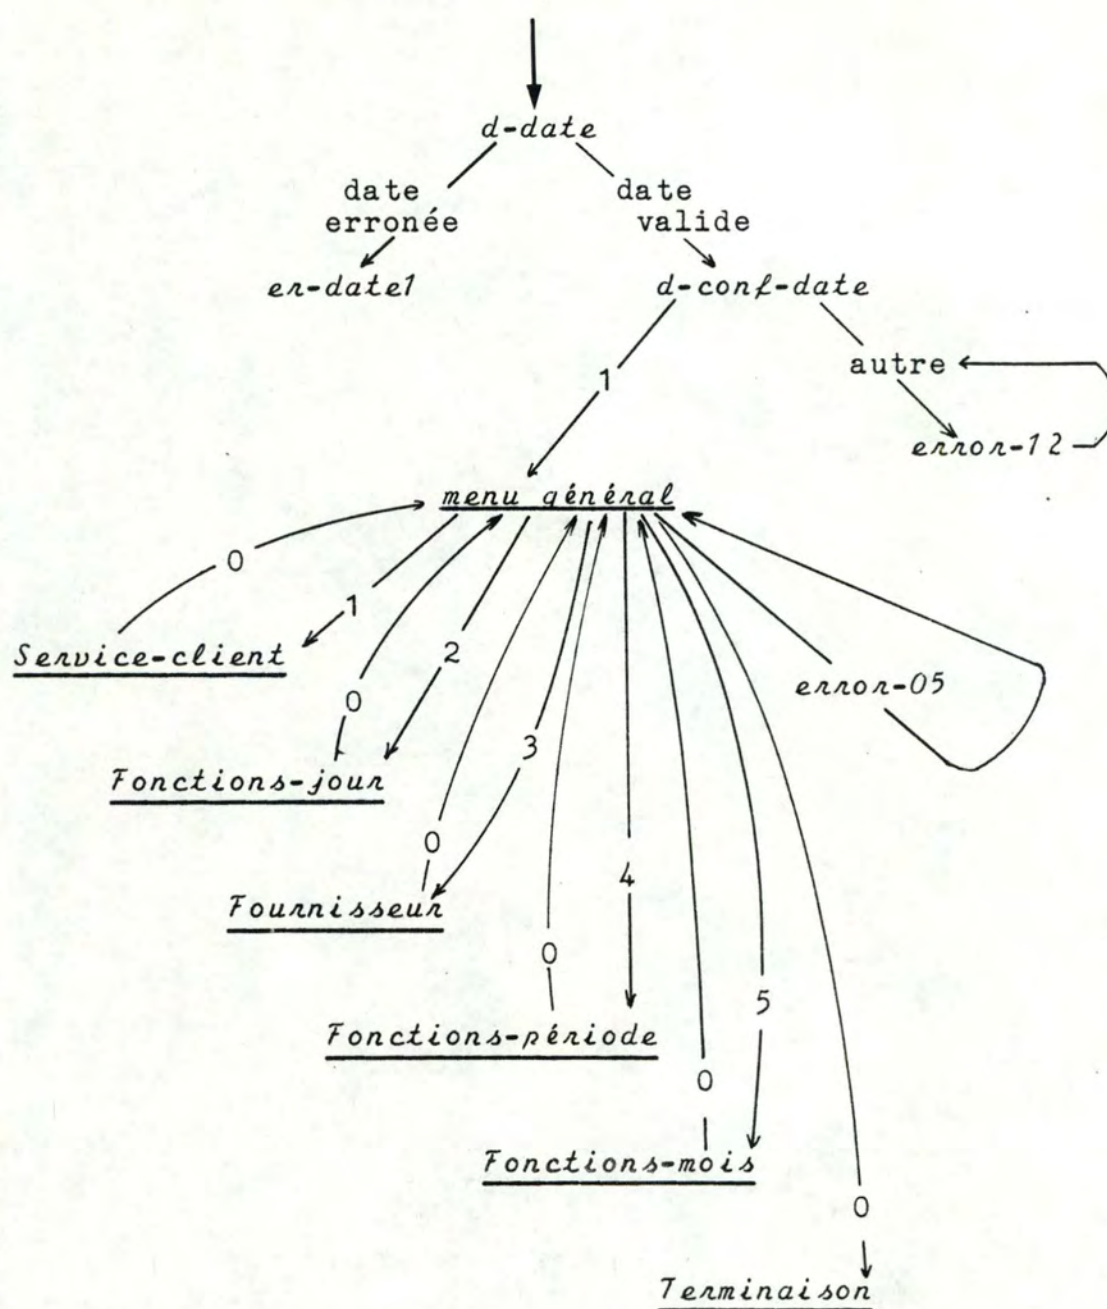 d-date
date
erronée
date
valide
er-date1
d-conf-date
autre
1
error-12
menu général
0
1
Service-client
2
error-05
0
3
Fonctions-jour
0
4
Fournisseur
0
5
Fonctions-période
0
Fonctions-mois
0
Terminaison